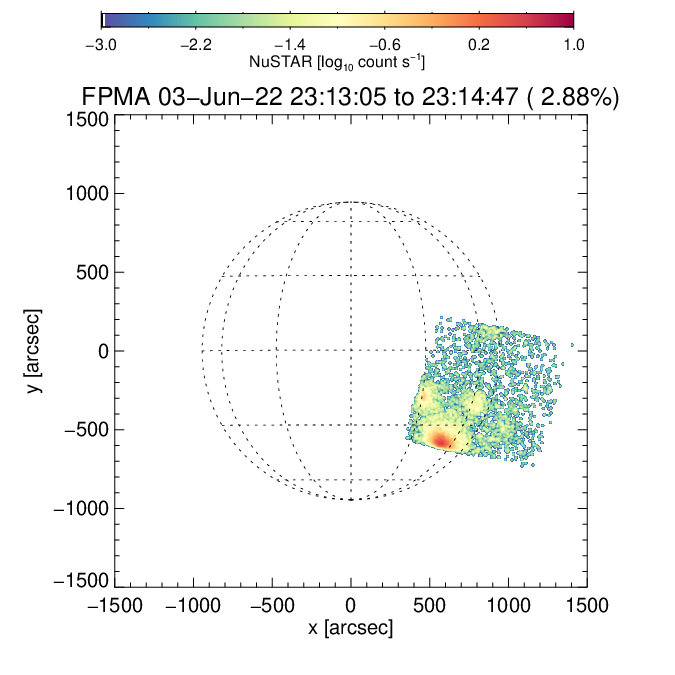 −3.0 −2.2 −1.4 −0.6 0.2 1.0
NuSTAR [log₁₀ count s⁻¹]
FPMA 03−Jun−22 23:13:05 to 23:14:47 ( 2.88%)
1500
1000
500
0
−500
−1000
−1500
y [arcsec]
−1500 −1000 −500 0 500 1000 1500
x [arcsec]